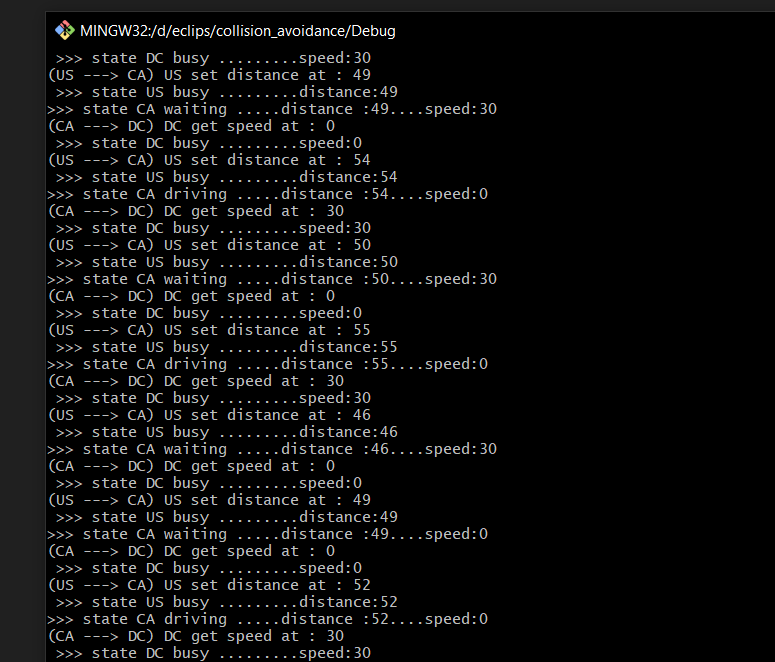 MINGW32:/d/eclips/collision_avoidance/Debug
>>> state DC busy .........speed:30
(US ---> CA) US set distance at : 49
>>> state US busy .........distance:49
>>> state CA waiting .....distance :49....speed:30
(CA ---> DC) DC get speed at : 0
>>> state DC busy .........speed:0
(US ---> CA) US set distance at : 54
>>> state US busy .........distance:54
>>> state CA driving .....distance :54....speed:0
(CA ---> DC) DC get speed at : 30
>>> state DC busy .........speed:30
(US ---> CA) US set distance at : 50
>>> state US busy .........distance:50
>>> state CA waiting .....distance :50....speed:30
(CA ---> DC) DC get speed at : 0
>>> state DC busy .........speed:0
(US ---> CA) US set distance at : 55
>>> state US busy .........distance:55
>>> state CA driving .....distance :55....speed:0
(CA ---> DC) DC get speed at : 30
>>> state DC busy .........speed:30
(US ---> CA) US set distance at : 46
>>> state US busy .........distance:46
>>> state CA waiting .....distance :46....speed:30
(CA ---> DC) DC get speed at : 0
>>> state DC busy .........speed:0
(US ---> CA) US set distance at : 49
>>> state US busy .........distance:49
>>> state CA waiting .....distance :49....speed:0
(CA ---> DC) DC get speed at : 0
>>> state DC busy .........speed:0
(US ---> CA) US set distance at : 52
>>> state US busy .........distance:52
>>> state CA driving .....distance :52....speed:0
(CA ---> DC) DC get speed at : 30
>>> state DC busy .........speed:30